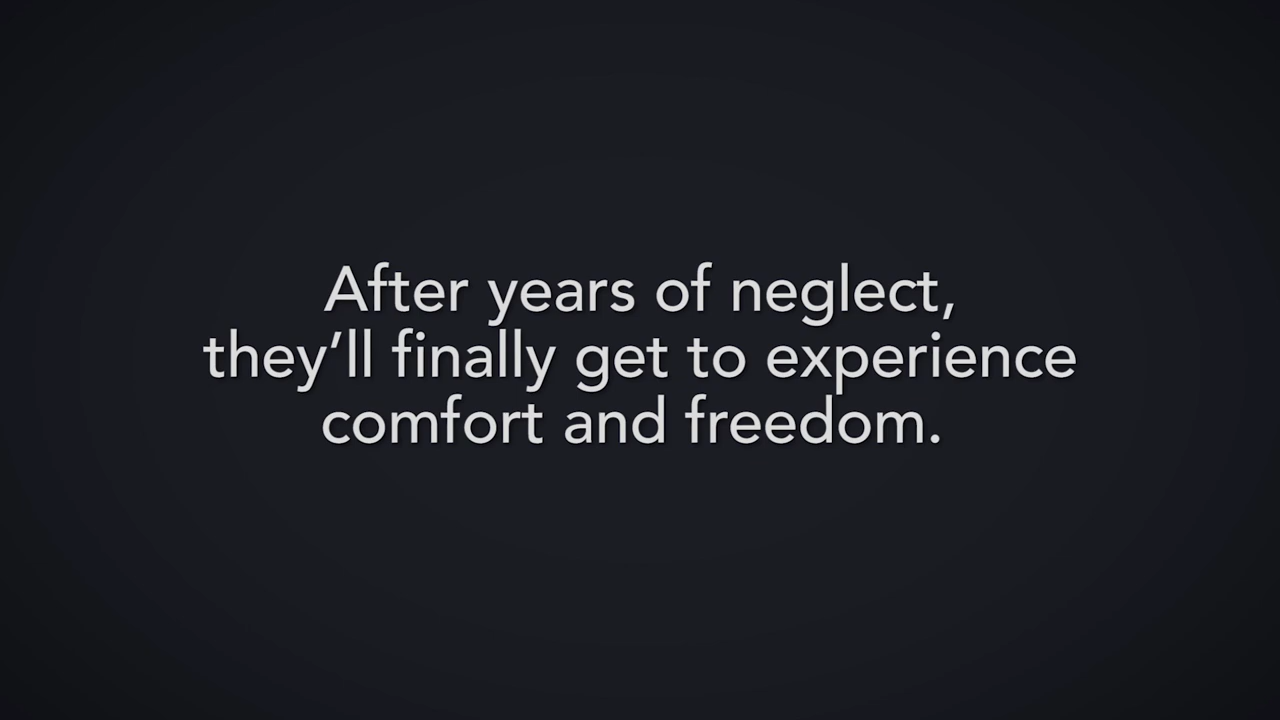 After years of neglect,
they’ll finally get to experience
comfort and freedom.